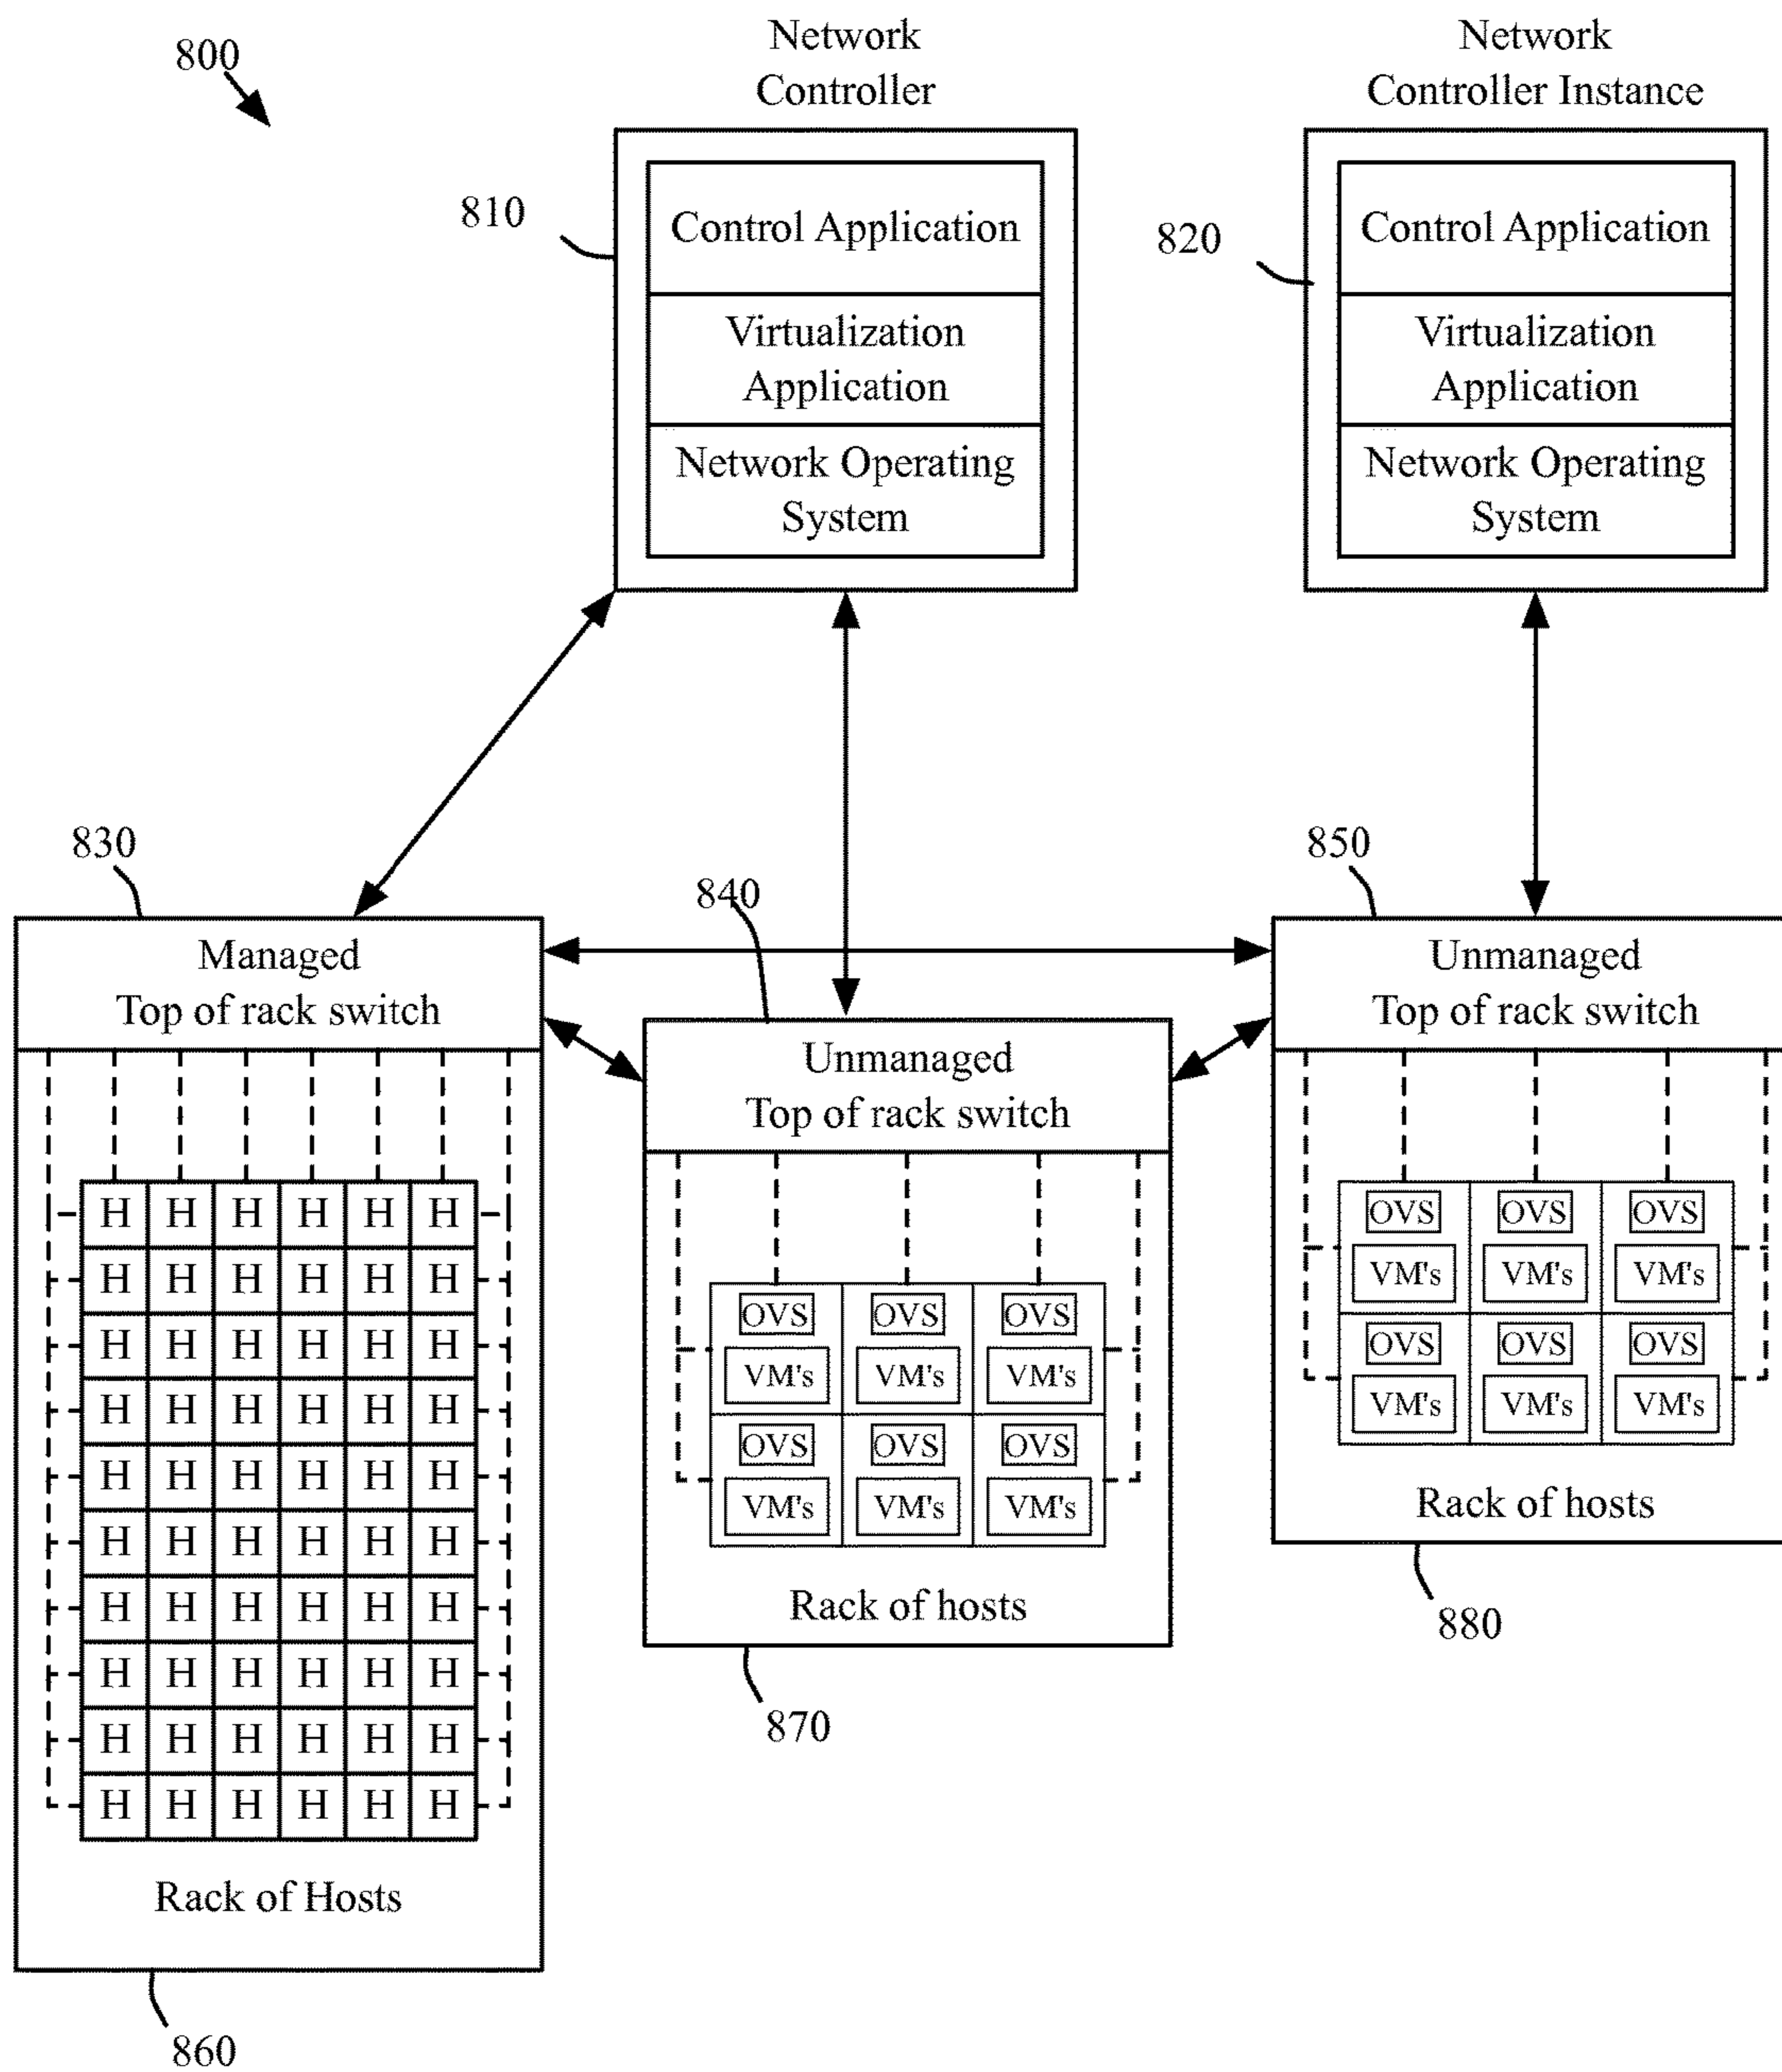 800
Network
Controller
Network
Controller Instance
810
Control Application
Virtualization
Application
Network Operating
System
820
Control Application
Virtualization
Application
Network Operating
System
830
840
850
Managed
Top of rack switch
Unmanaged
Top of rack switch
Unmanaged
Top of rack switch
H H H H H H
H H H H H H
H H H H H H
H H H H H H
H H H H H H
H H H H H H
H H H H H H
H H H H H H
H H H H H H
H H H H H H
Rack of Hosts
860
OVS OVS OVS
VM's VM's VM's
OVS OVS OVS
VM's VM's VM's
Rack of hosts
870
OVS OVS OVS
VM's VM's VM's
OVS OVS OVS
VM's VM's VM's
Rack of hosts
880